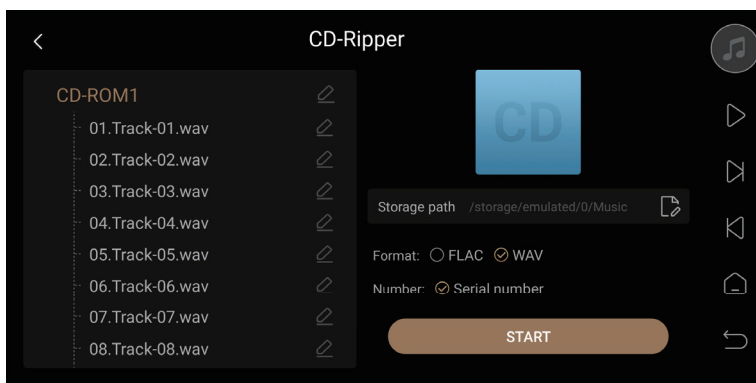 CD-Ripper
CD-ROM1
01.Track-01.wav
02.Track-02.wav
03.Track-03.wav
04.Track-04.wav
05.Track-05.wav
06.Track-06.wav
07.Track-07.wav
08.Track-08.wav
CD
Storage path /storage/emulated/0/Music
Format: FLAC WAV
Number: Serial number
START